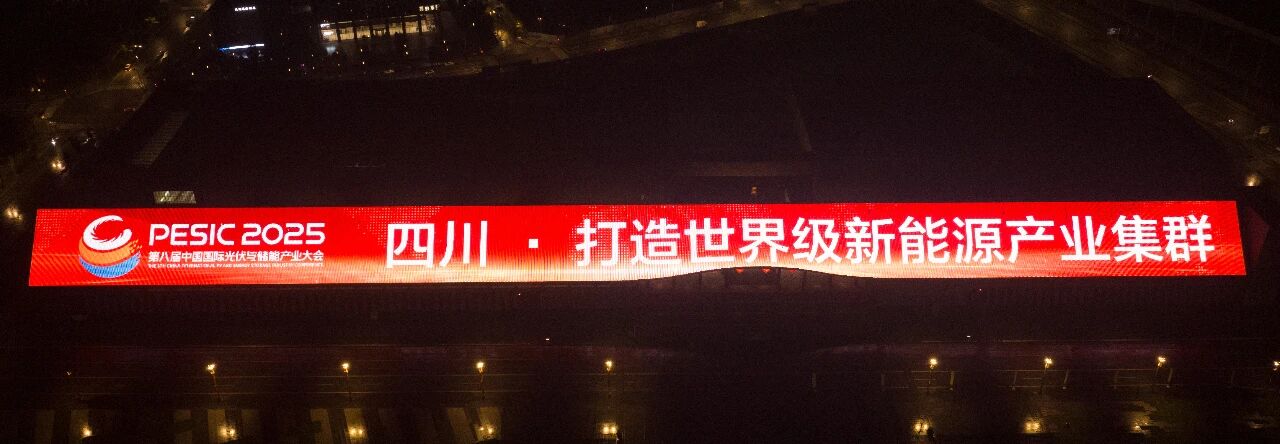 PESIC 2025
第八届中国国际光伏与储能产业大会
四川 · 打造世界级新能源产业集群